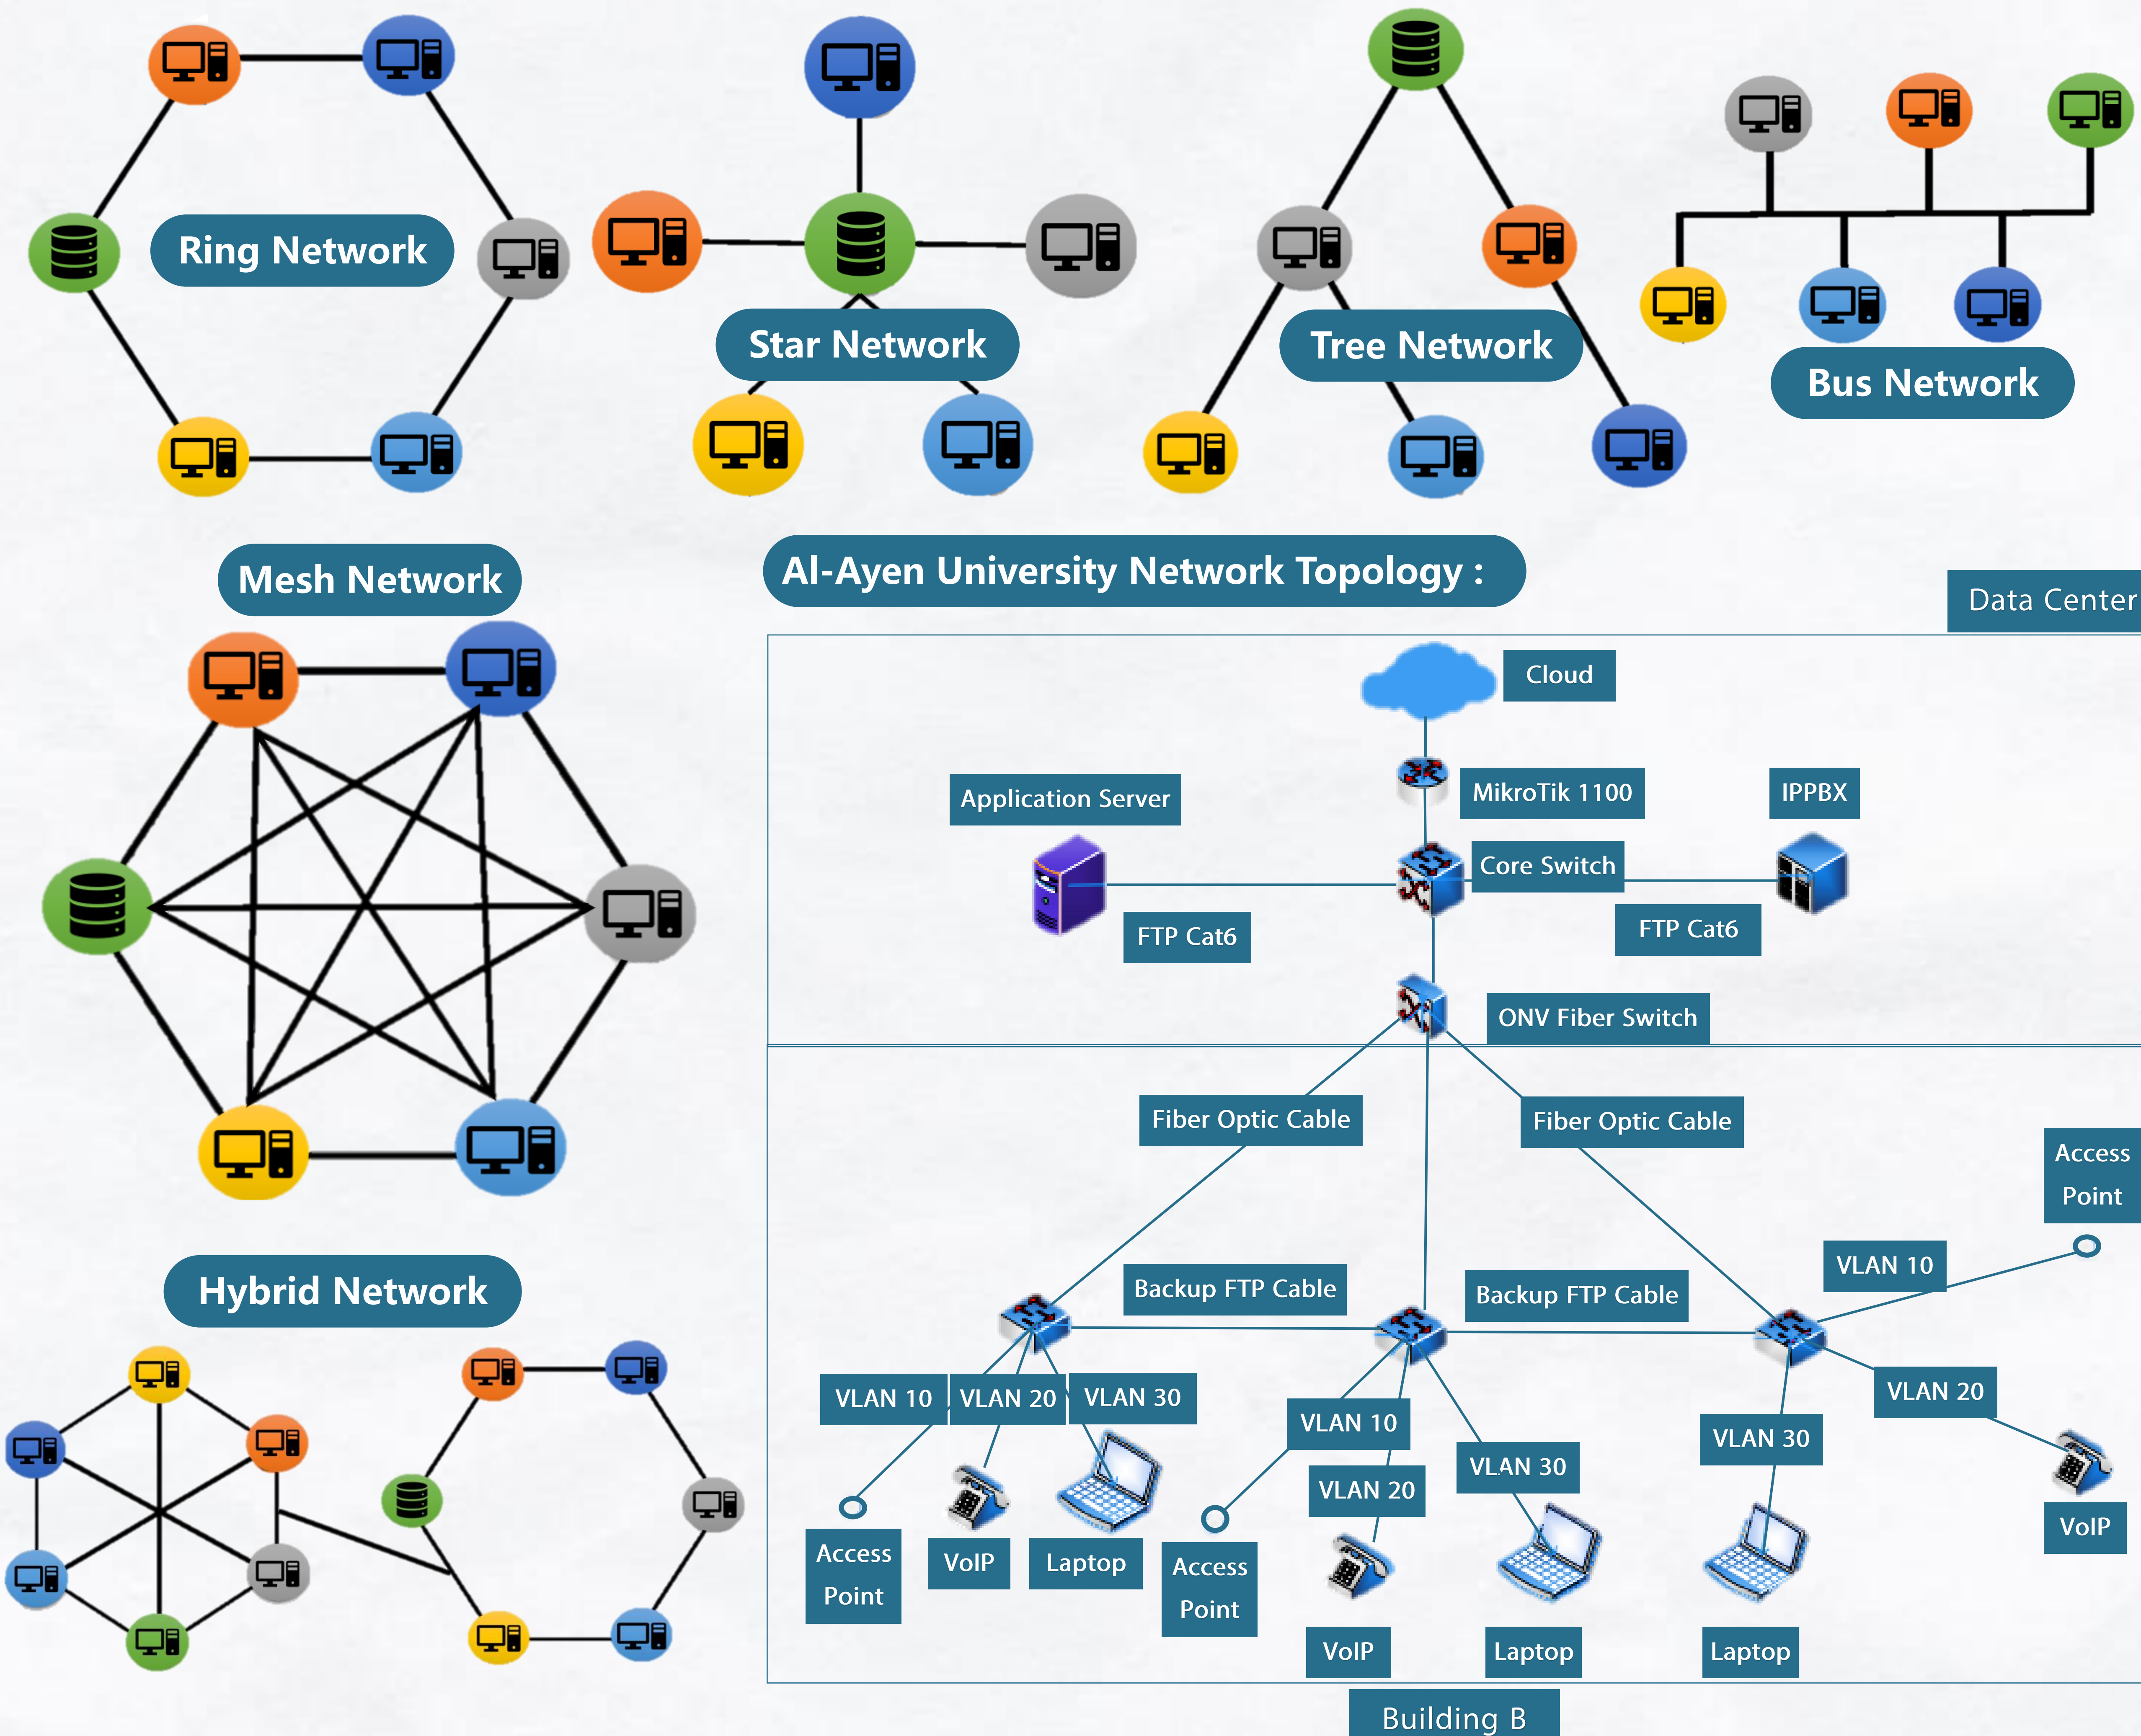 Ring Network
Star Network
Tree Network
Bus Network
Mesh Network
Al-Ayen University Network Topology :
Data Center
Cloud
Application Server
MikroTik 1100
IPPBX
Core Switch
FTP Cat6
FTP Cat6
ONV Fiber Switch
Fiber Optic Cable
Fiber Optic Cable
Access
Point
VLAN 10
Hybrid Network
Backup FTP Cable
Backup FTP Cable
VLAN 10
VLAN 20
VLAN 30
VLAN 10
VLAN 20
VLAN 30
VLAN 30
VLAN 20
Access
Point
VoIP
Laptop
Access
Point
VoIP
Laptop
Laptop
VoIP
Building B